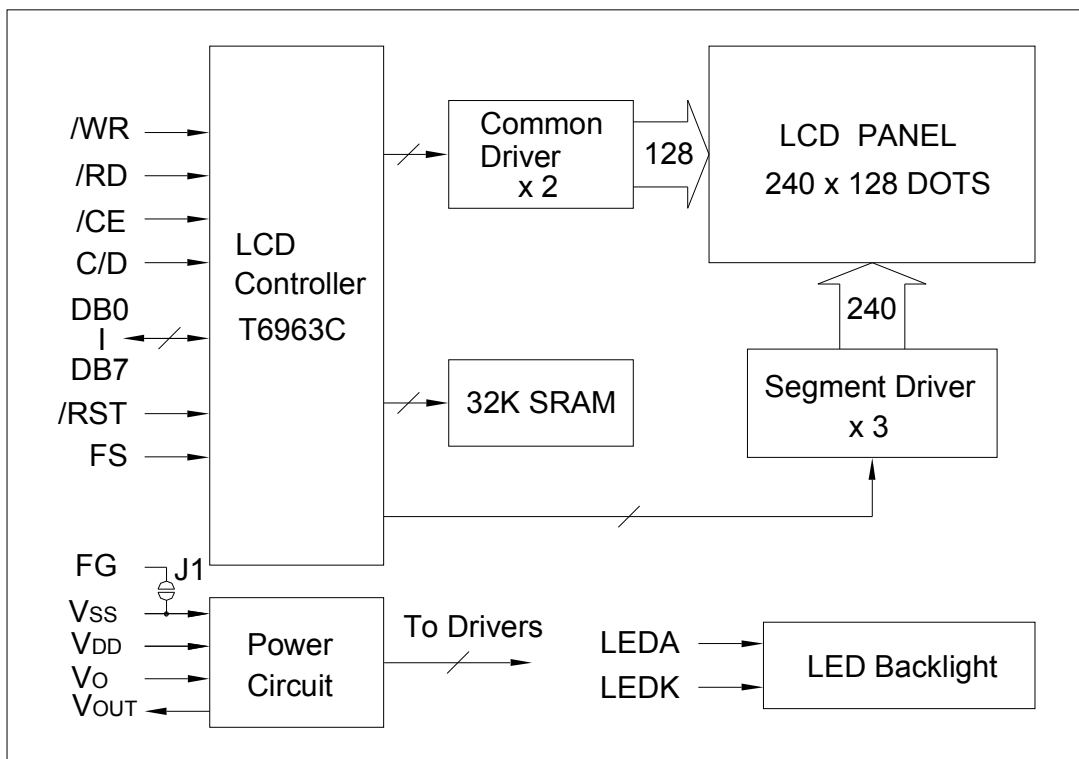 /WR
/RD
/CE
C/D
DB0
I
DB7
/RST
FS
LCD
Controller
T6963C
Common
Driver
x 2
128
LCD PANEL
240 x 128 DOTS
240
Segment Driver
x 3
32K SRAM
FG
J1
VSS
VDD
VO
VOUT
Power
Circuit
To Drivers
LEDA
LEDK
LED Backlight